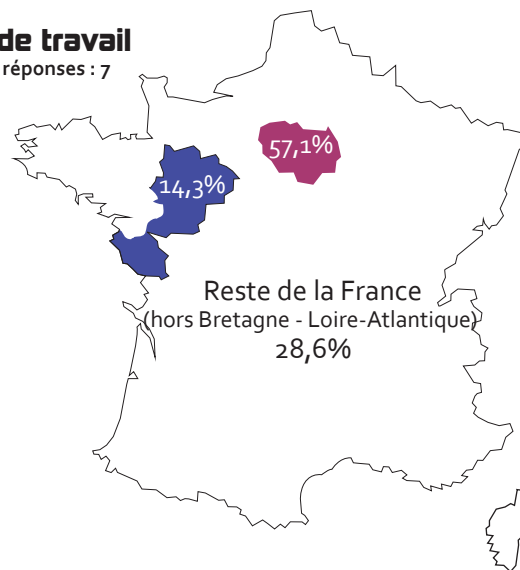 de travail
réponses : 7
57,1%
14,3%
Reste de la France
(hors Bretagne - Loire-Atlantique)
28,6%